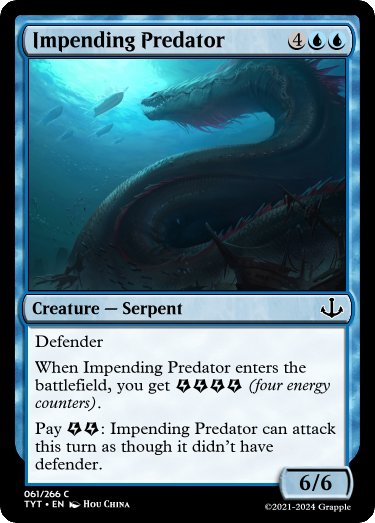 Impending Predator 4
Creature — Serpent
Defender
When Impending Predator enters the
battlefield, you get (four energy
counters).
Pay : Impending Predator can attack
this turn as though it didn't have
defender.
6/6
061/266 C
TYT • EN Hou China
©2021-2024 Grapple